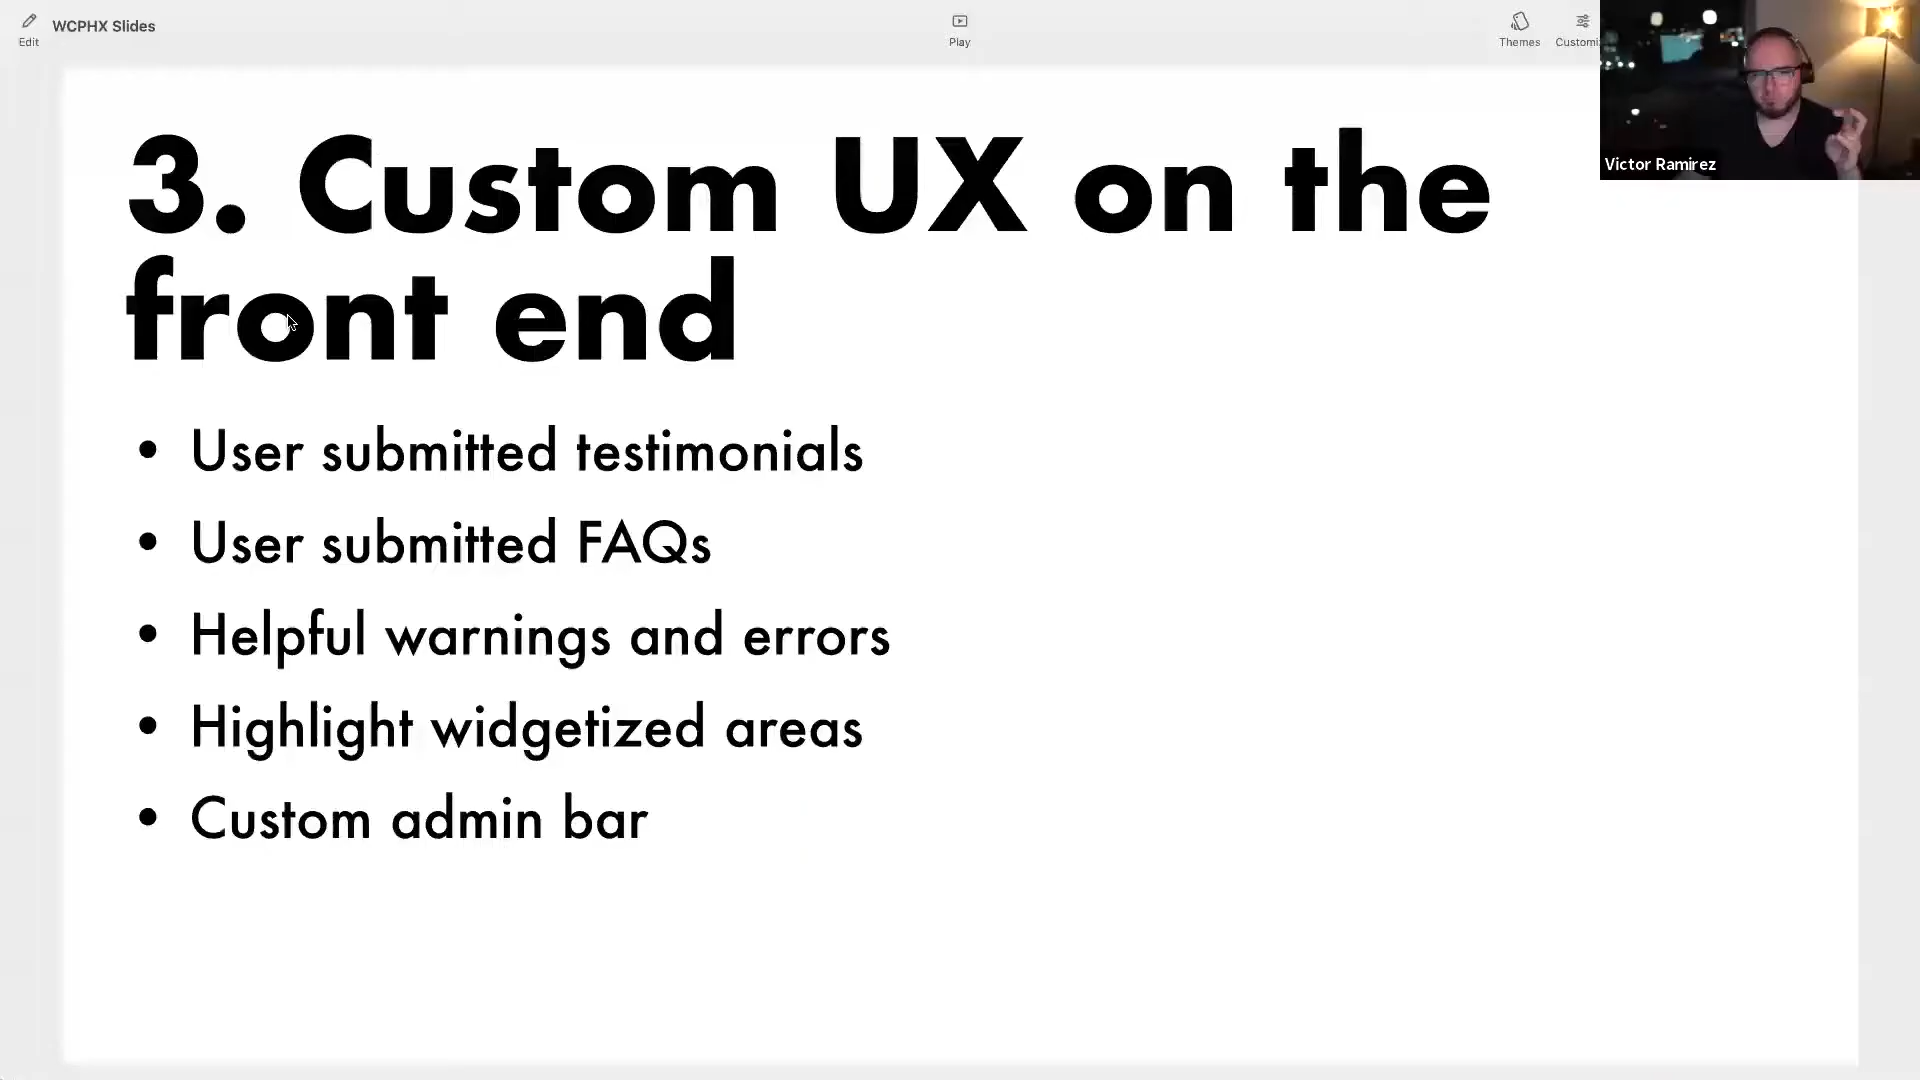 WCPHX Slides
Edit
Play
Themes
Customi
Victor Ramirez
3. Custom UX on the
front end
• User submitted testimonials
• User submitted FAQs
• Helpful warnings and errors
• Highlight widgetized areas
• Custom admin bar